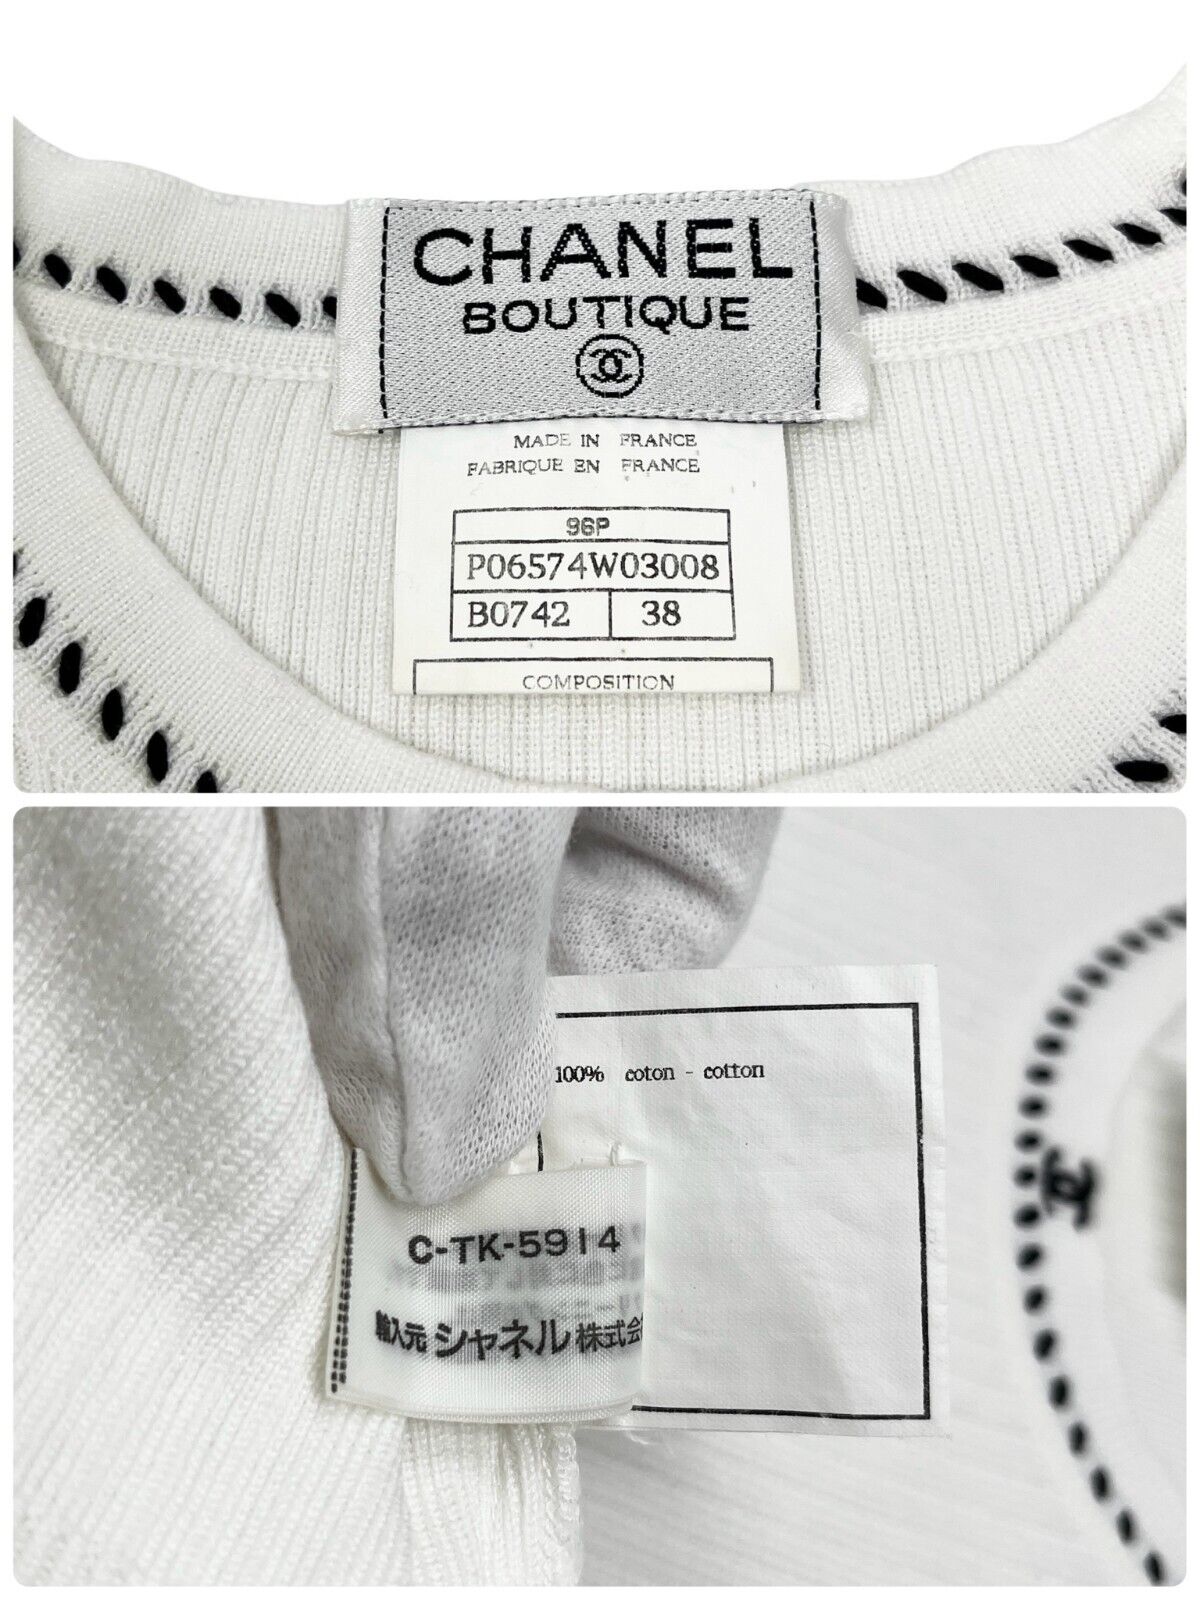 CHANEL
BOUTIQUE
MADE IN FRANCE
FABRIQUE EN FRANCE
96P
P06574W03008
B0742 38
COMPOSITION
100% coton - cotton
C-TK-5914
輸入元 シャネル 株式会